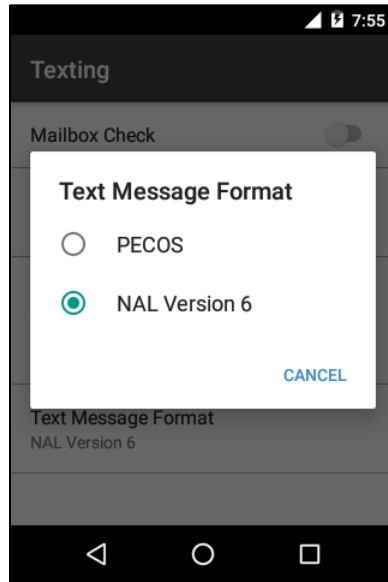 7:55
Texting
Mailbox Check
Text Message Format
PECOS
NAL Version 6
CANCEL
Text Message Format
NAL Version 6